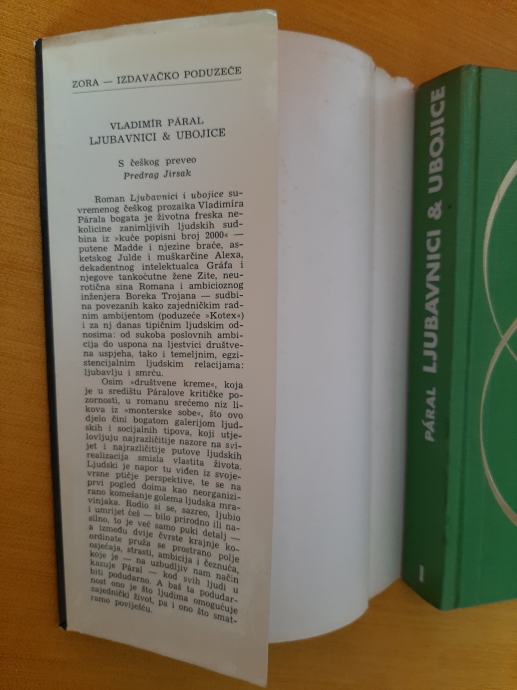 ZORA — IZDAVAČKO PODUZEĆE
VLADIMÍR PÁRAL
LJUBAVNICI & UBOJICE
S češkog preveo
Predrag Jirsak
Roman Ljubavnici i ubojice su-
vremenog češkog prozaika Vladimíra
Párala bogata je životna freska ne-
kolicine zanimljivih ljudskih sud-
bina iz »kuće popisni broj 2000« —
putene Madde i njezine braće, as-
ketskog Julde i muškarčine Alexa,
dekadentnog intelektualca Gráfa i
njegove tankoćutne žene Zite, neu-
rotična sina Romana i ambicioznog
inženjera Boreka Trojana — sudbi-
na povezanih kako zajedničkim rad-
nim ambijentom (poduzeće »Kotex«)
i za nj danas tipičnim ljudskim od-
nosima: od sukoba poslovnih ambi-
cija do uspona na ljestvici društve-
na uspjeha, tako i temeljnim, egzi-
stencijalnim ljudskim relacijama:
ljubavlju i smrću.
Osim »društvene kreme«, koja
je u središtu Páralove kritičke po-
zornosti, u romanu srećemo niz li-
kova iz »monterske sobe«, što ovo
djelo čini bogatom galerijom ljud-
skih i socijalnih tipova, koji utje-
lovljuju najrazličitije nazore na svi-
jet i najrazličitije putove ljudskih
realizacija smisla vlastita života.
Ljudski je napor tu viđen iz svoje-
vrsne ptičje perspektive, te se na
prvi pogled doima kao neorganizi-
rano komešanje golema ljudska mra-
vinjaka. Rodio si se, sazreo, ljubio
i umrijet ćeš — bilo prirodno ili na-
silno, to je već samo puki detalj —
a između dvije čvrste krajnje ko-
ordinate pruža se prostrano polje
osjećaja, strasti, ambicija i čeznuća,
koje je — na uzbudljiv nam način
kazuje Páral — kod svih ljudi u
biti podudarno. A baš ta podudar-
nost ono je što ljudima omogućuje
zajednički život, pa i ono što smat-
ramo poviješću.
PÁRAL LJUBAVNICI & UBOJICE